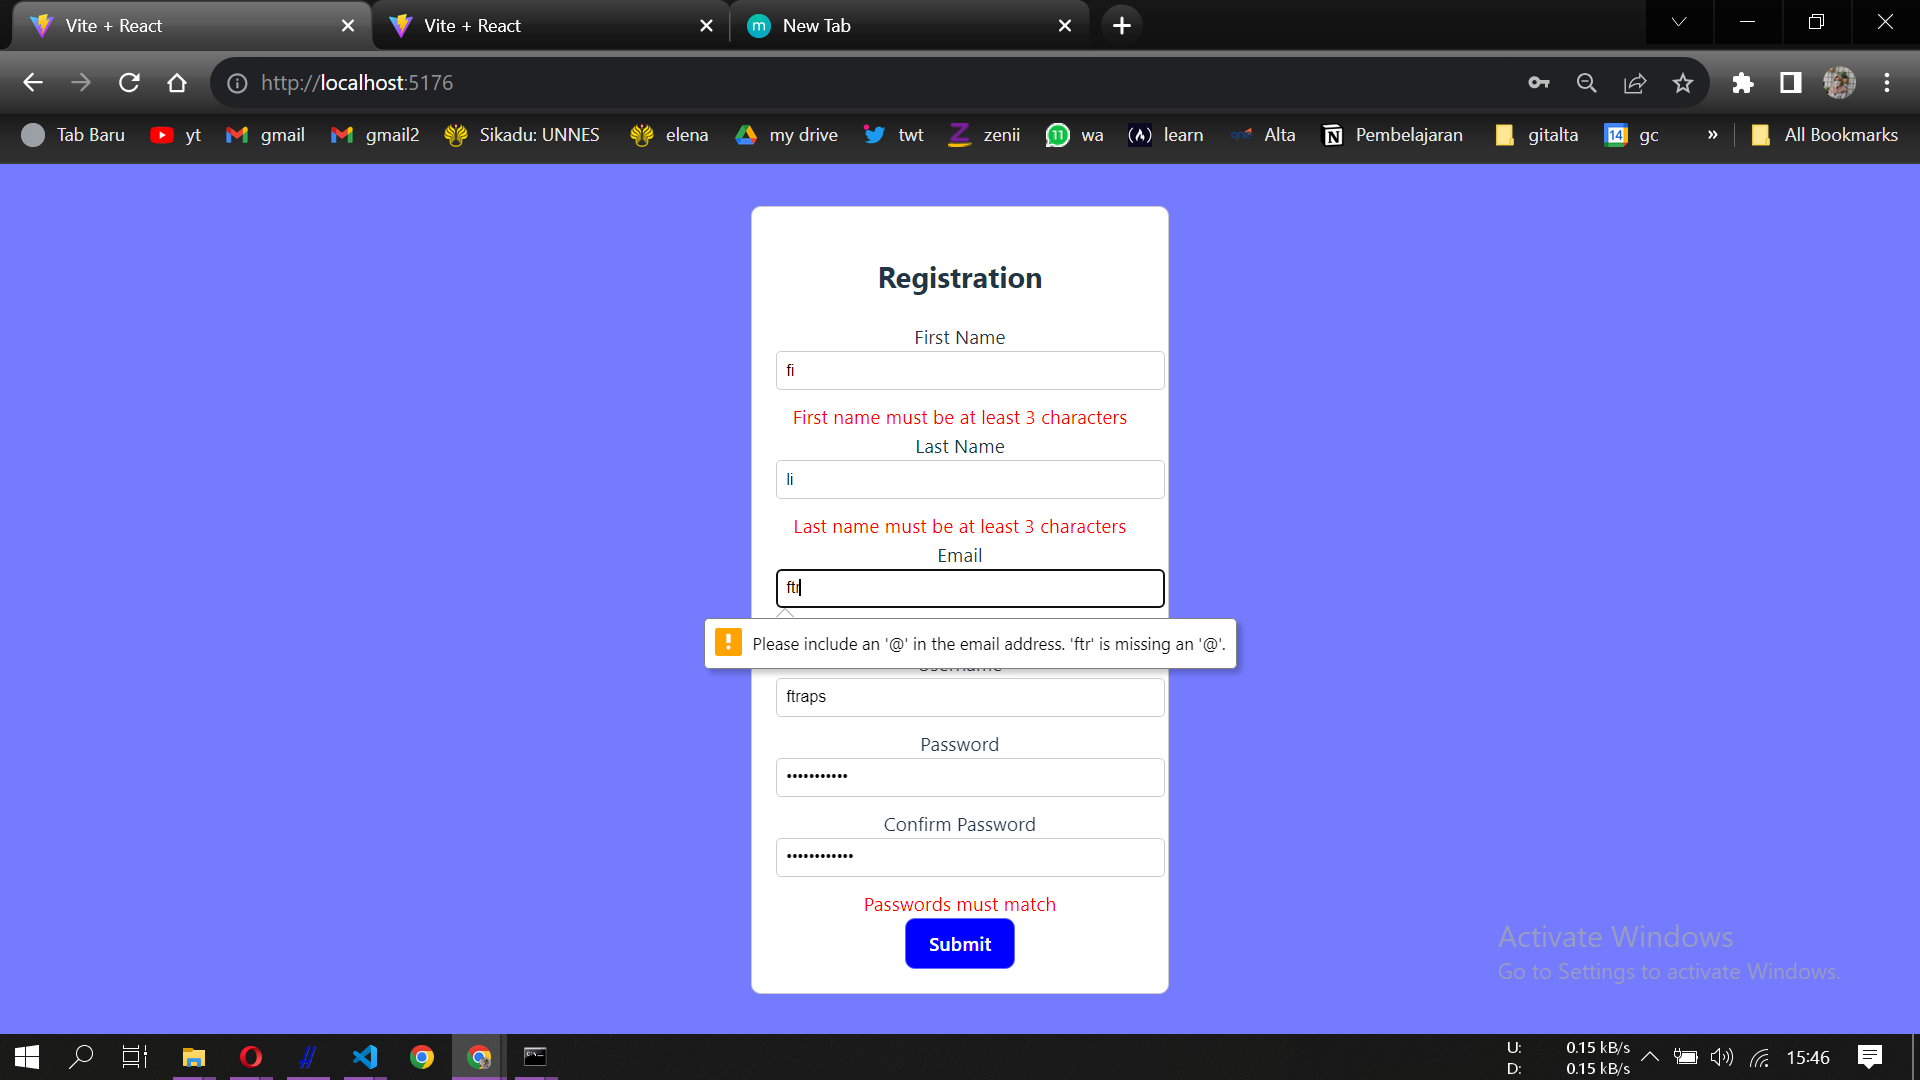 Vite + React
Vite + React
m New Tab
http://localhost:5176
Tab Baru yt gmail gmail2 Sikadu: UNNES elena my drive twt zenii 11 wa learn Alta Pembelajaran gitalta 14 gc » All Bookmarks
Registration
First Name
fi
First name must be at least 3 characters
Last Name
li
Last name must be at least 3 characters
Email
ftr
Please include an '@' in the email address. 'ftr' is missing an '@'.
Username
ftraps
Password
Confirm Password
Passwords must match
Submit
Activate Windows
Go to Settings to activate Windows.
U: 0.15 kB/s
D: 0.15 kB/s
15:46